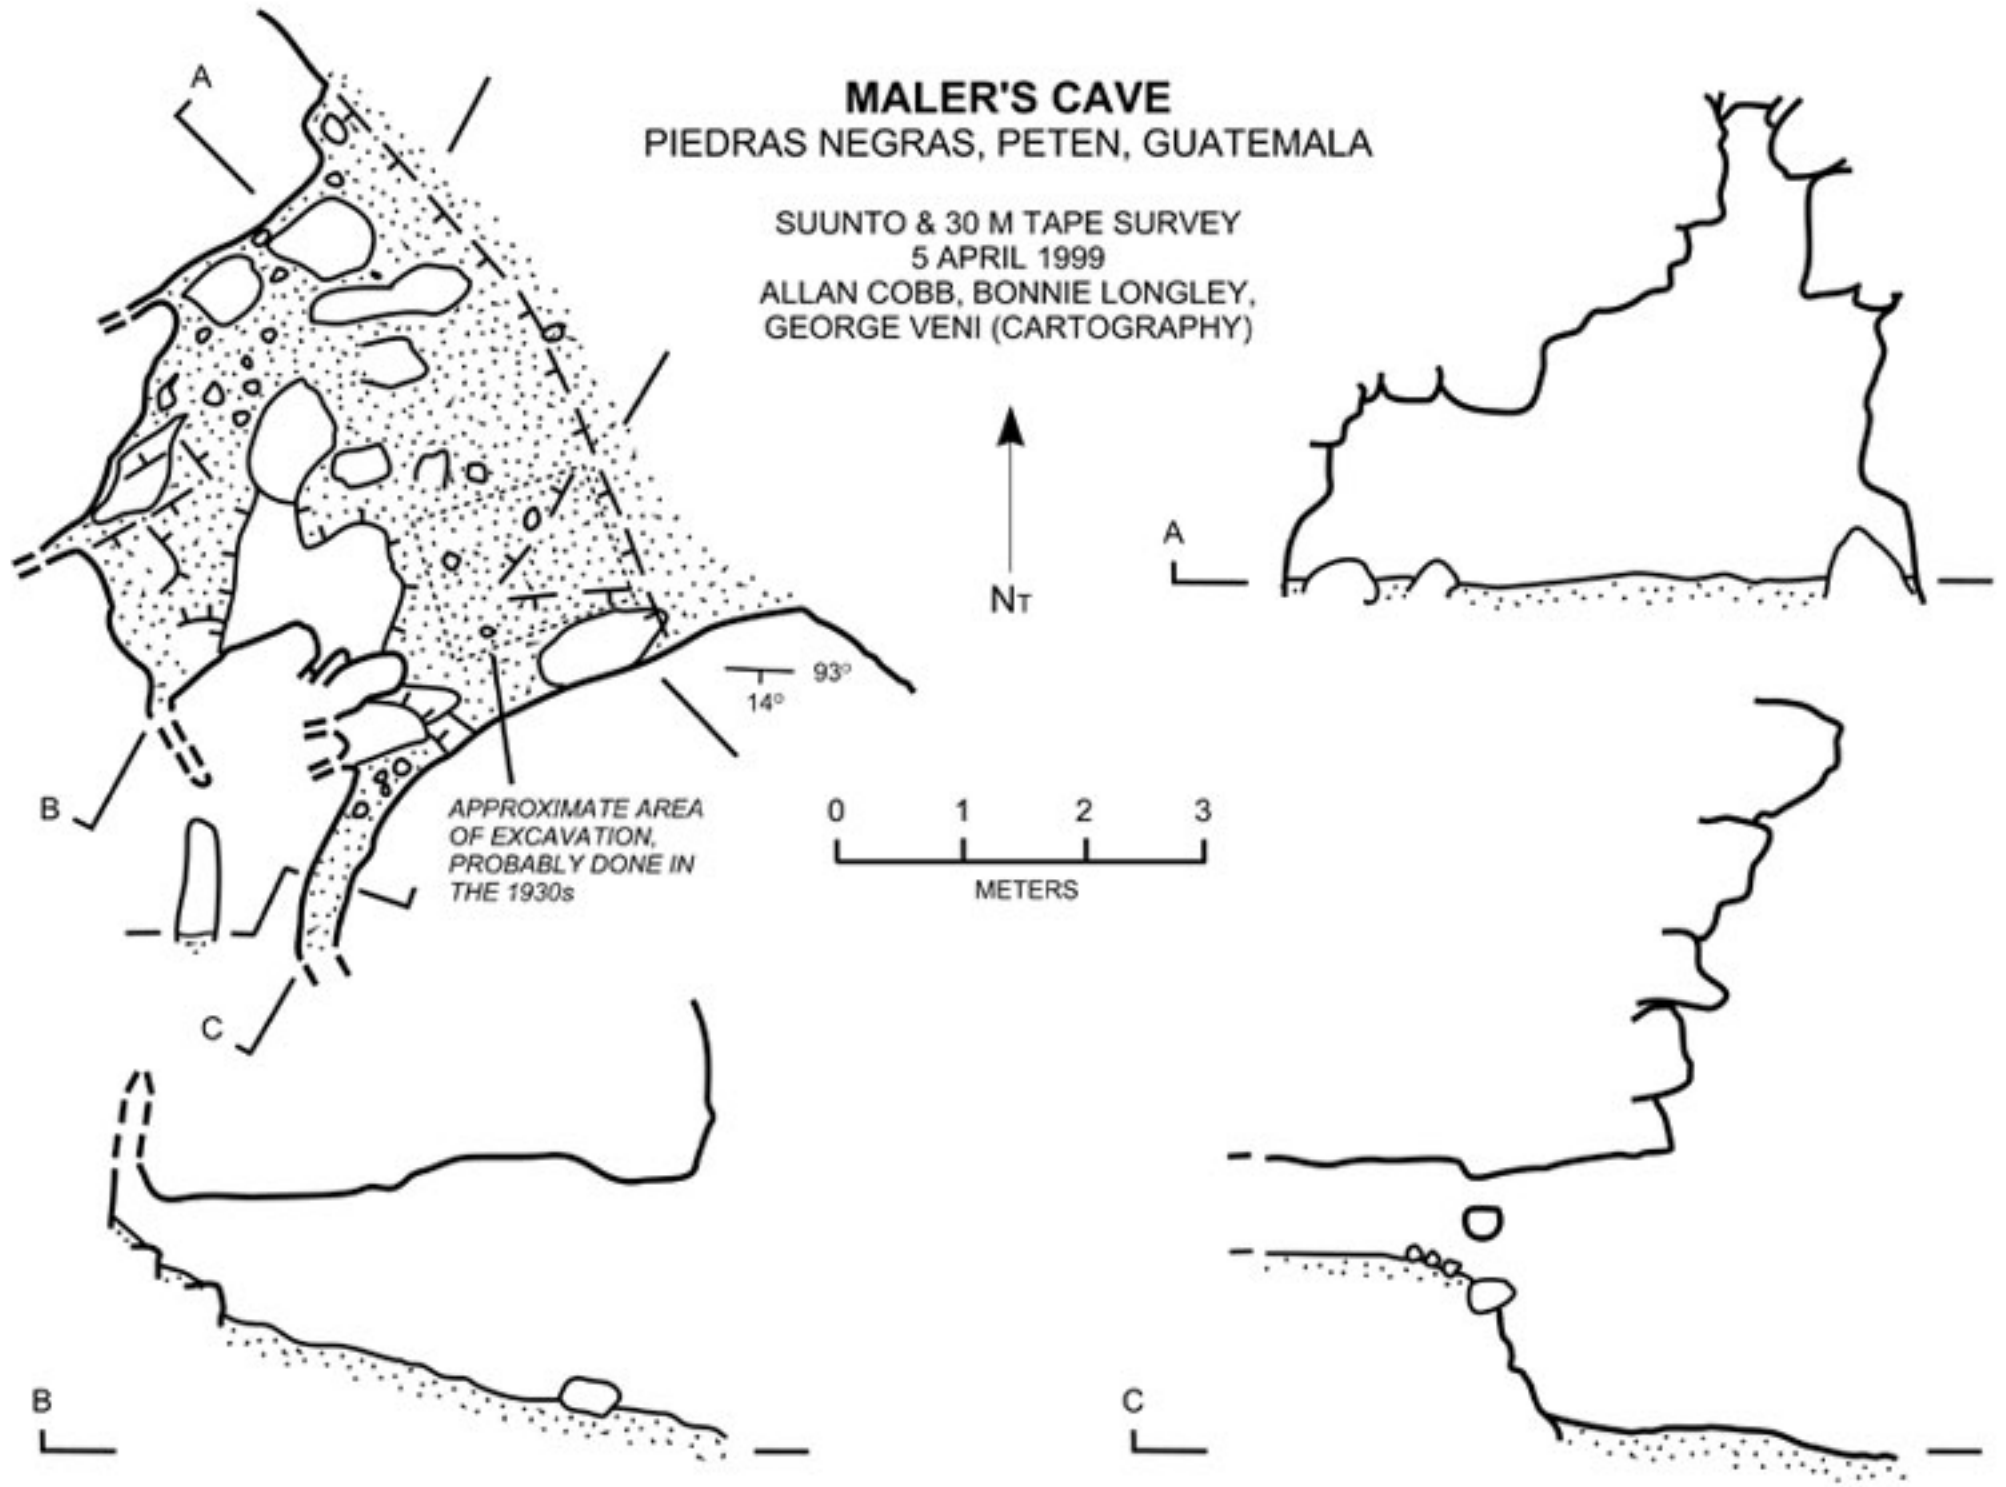 MALER'S CAVE
PIEDRAS NEGRAS, PETEN, GUATEMALA
SUUNTO & 30 M TAPE SURVEY
5 APRIL 1999
ALLAN COBB, BONNIE LONGLEY,
GEORGE VENI (CARTOGRAPHY)
A
A
NT
93°
14°
B
APPROXIMATE AREA
OF EXCAVATION,
PROBABLY DONE IN
THE 1930s
0 1 2 3
METERS
C
B
C